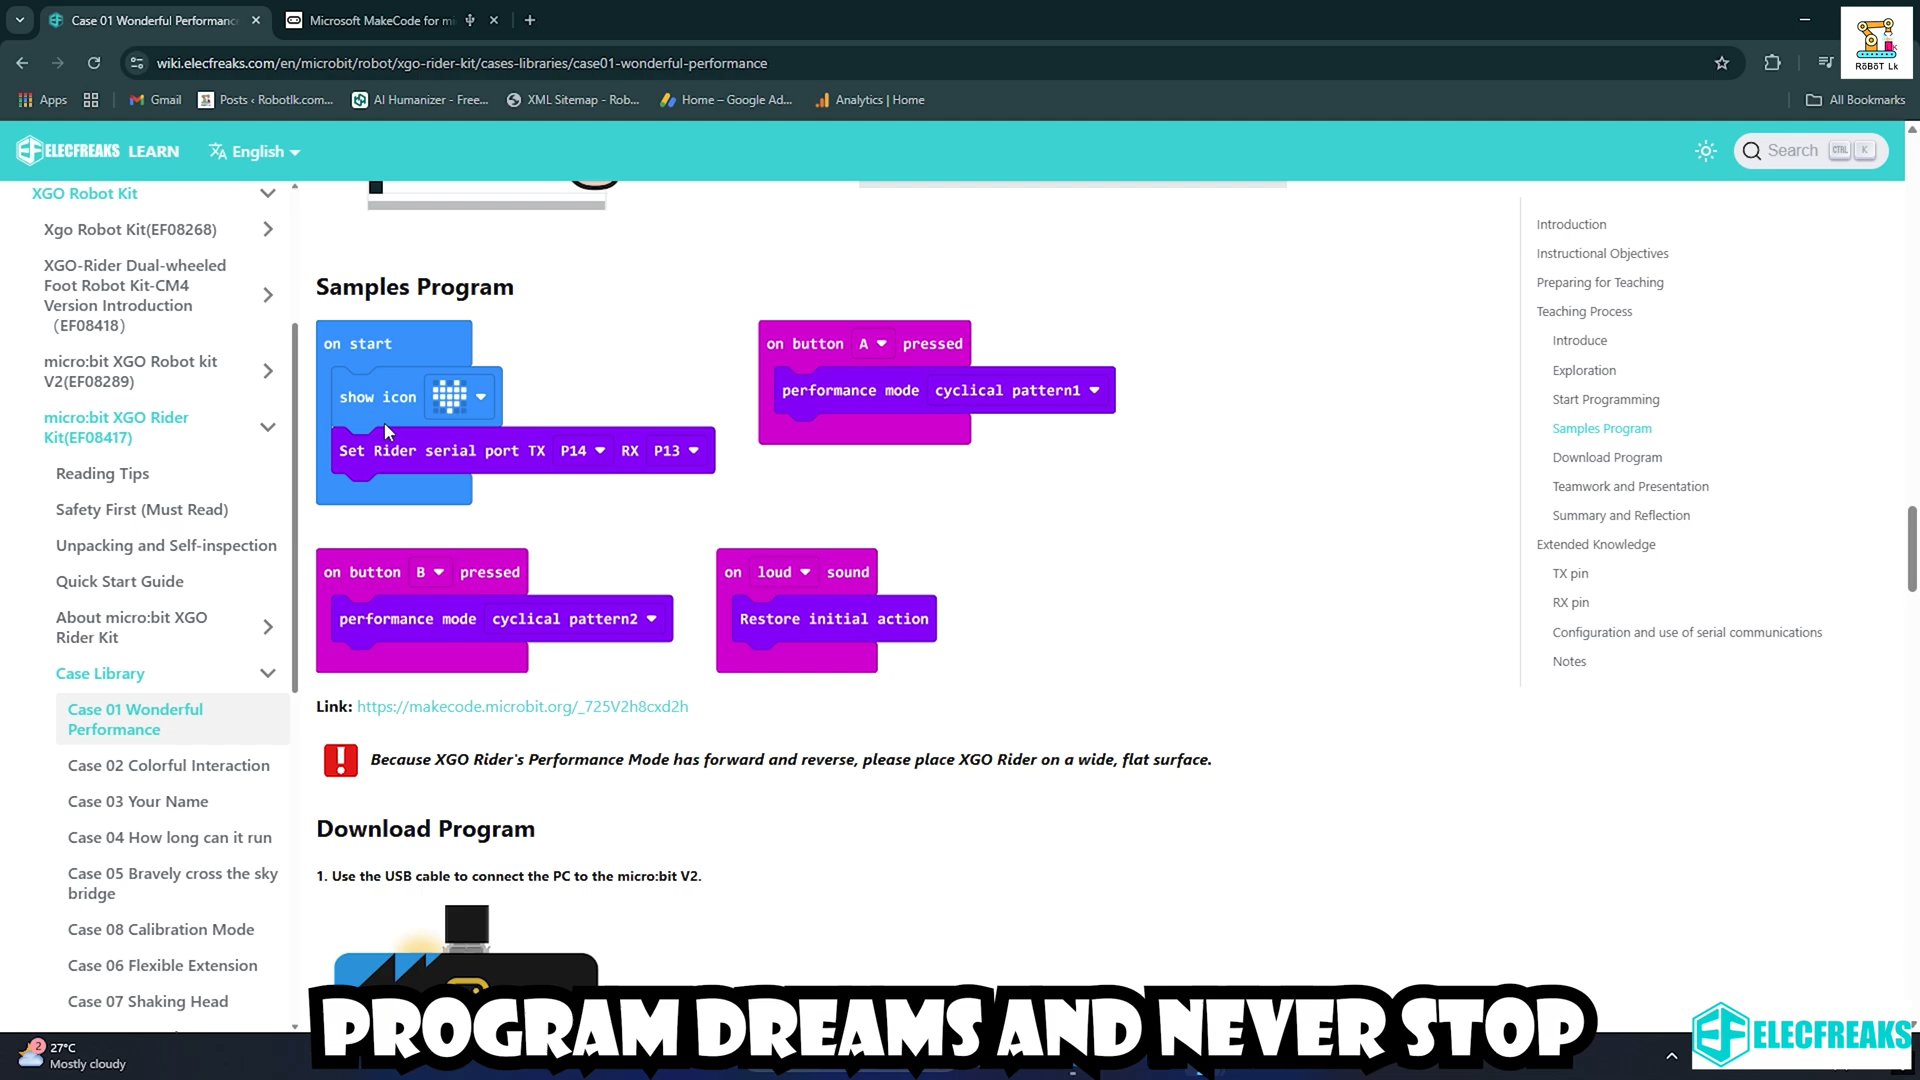 Case 01 Wonderful Performance
Microsoft MakeCode for mi
wiki.elecfreaks.com/en/microbit/robot/xgo-rider-kit/cases-libraries/case01-wonderful-performance
RöBöT Lk
Apps
Gmail
Posts ‹ Robotlk.com...
AI Humanizer - Free...
XML Sitemap - Rob...
Home – Google Ad...
Analytics | Home
All Bookmarks
ELECFREAKS LEARN
English
Search CTRL K
XGO Robot Kit
Xgo Robot Kit(EF08268)
XGO-Rider Dual-wheeled
Foot Robot Kit-CM4
Version Introduction
（EF08418）
micro:bit XGO Robot kit
V2(EF08289)
micro:bit XGO Rider
Kit(EF08417)
Reading Tips
Safety First (Must Read)
Unpacking and Self-inspection
Quick Start Guide
About micro:bit XGO
Rider Kit
Case Library
Case 01 Wonderful
Performance
Case 02 Colorful Interaction
Case 03 Your Name
Case 04 How long can it run
Case 05 Bravely cross the sky
bridge
Case 08 Calibration Mode
Case 06 Flexible Extension
Case 07 Shaking Head
Samples Program
on start
show icon
Set Rider serial port TX P14 RX P13
on button A pressed
performance mode cyclical pattern1
on button B pressed
performance mode cyclical pattern2
on loud sound
Restore initial action
Link: https://makecode.microbit.org/_725V2h8cxd2h
! Because XGO Rider's Performance Mode has forward and reverse, please place XGO Rider on a wide, flat surface.
Download Program
1. Use the USB cable to connect the PC to the micro:bit V2.
Introduction
Instructional Objectives
Preparing for Teaching
Teaching Process
Introduce
Exploration
Start Programming
Samples Program
Download Program
Teamwork and Presentation
Summary and Reflection
Extended Knowledge
TX pin
RX pin
Configuration and use of serial communications
Notes
PROGRAM DREAMS AND NEVER STOP
2
27°C
Mostly cloudy
EF ELECFREAKS